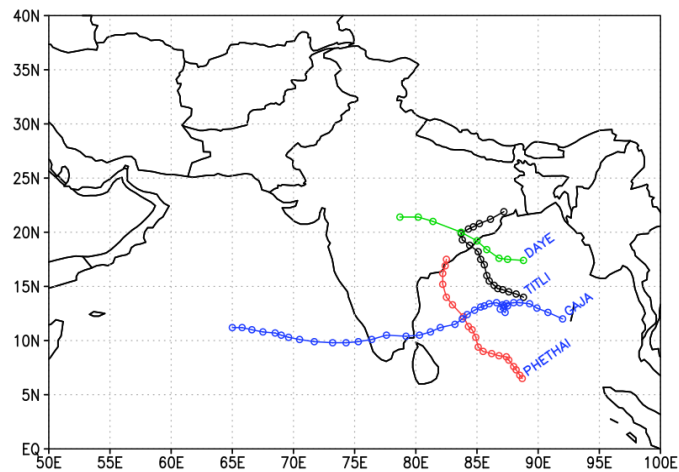 40N
35N
30N
25N
20N
15N
10N
5N
EQ
50E 55E 60E 65E 70E 75E 80E 85E 90E 95E 100E
DAYE
TITLI
GAJA
PHETHAI